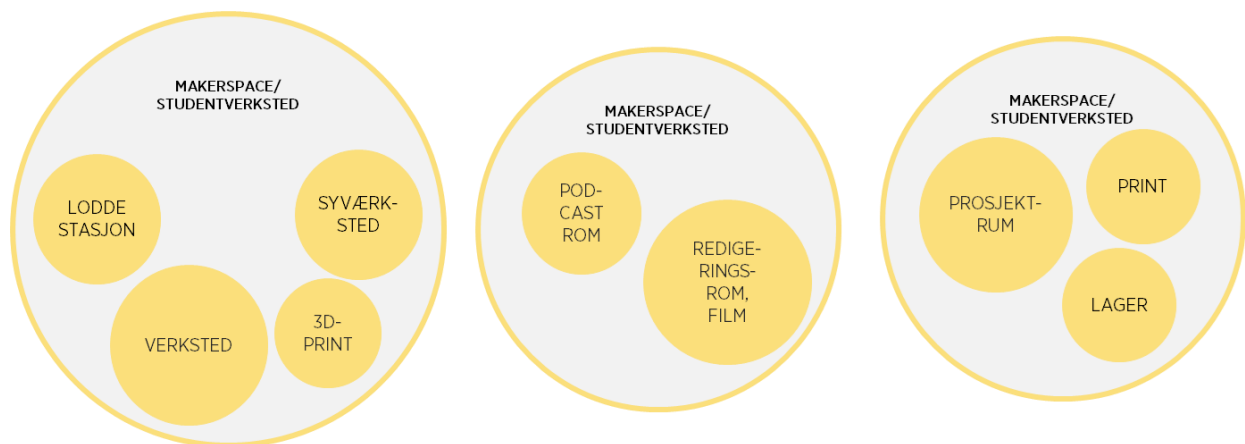 MAKERSPACE/
STUDENTVERKSTED
LODDE
STASJON
SYVÆRK-
STED
VERKSTED
3D-
PRINT
MAKERSPACE/
STUDENTVERKSTED
POD-
CAST
ROM
REDIGE-
RINGS-
ROM,
FILM
MAKERSPACE/
STUDENTVERKSTED
PROSJEKT-
RUM
PRINT
LAGER